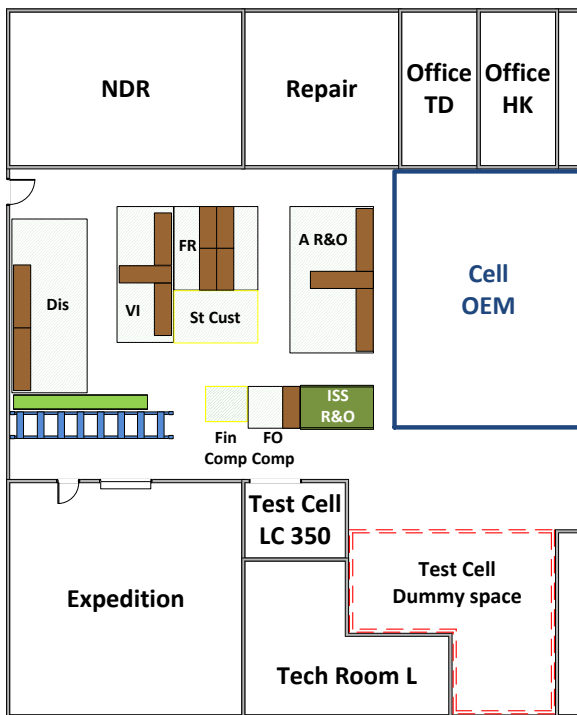 NDR
Repair
Office
TD
Office
HK
FR
A R&O
Dis
VI
St Cust
Cell
OEM
ISS
R&O
Fin
Comp
FO
Comp
Test Cell
LC 350
Expedition
Test Cell
Dummy space
Tech Room L